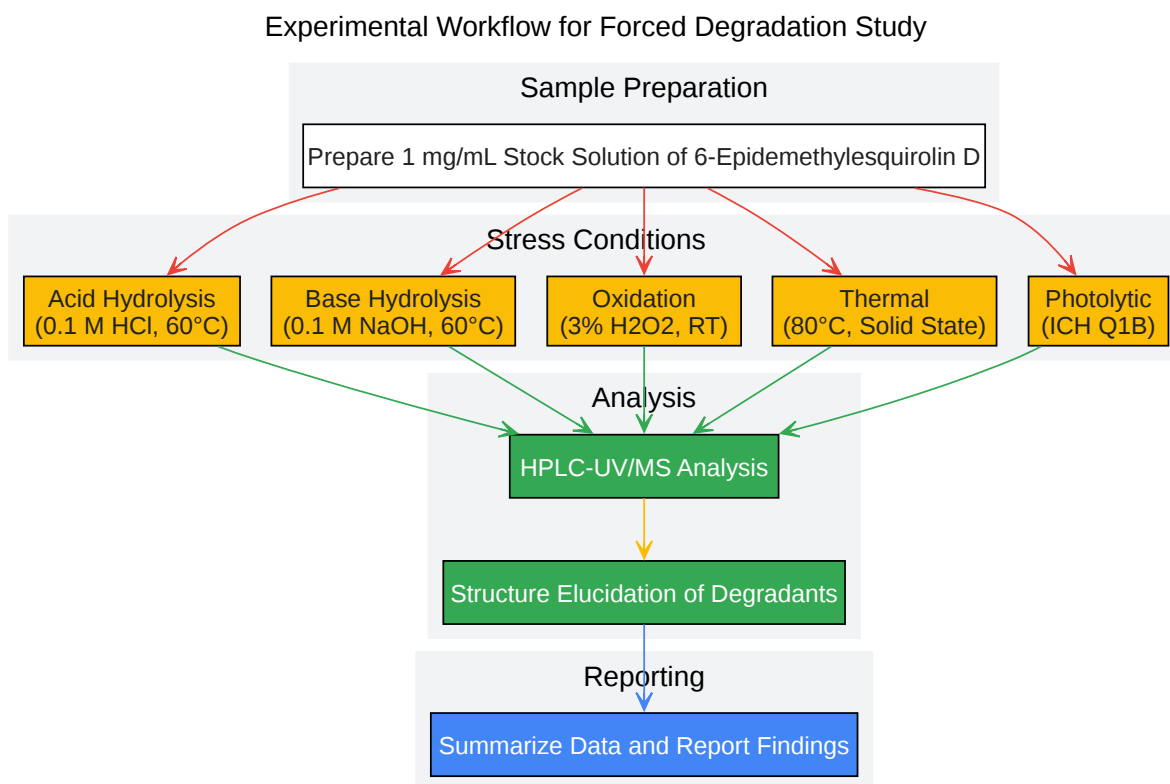 Experimental Workflow for Forced Degradation Study
Sample Preparation
Prepare 1 mg/mL Stock Solution of 6-Epidemethylesquirolin D
Stress Conditions
Acid Hydrolysis
(0.1 M HCl, 60°C)
Base Hydrolysis
(0.1 M NaOH, 60°C)
Oxidation
(3% H2O2, RT)
Thermal
(80°C, Solid State)
Photolytic
(ICH Q1B)
Analysis
HPLC-UV/MS Analysis
Structure Elucidation of Degradants
Reporting
Summarize Data and Report Findings